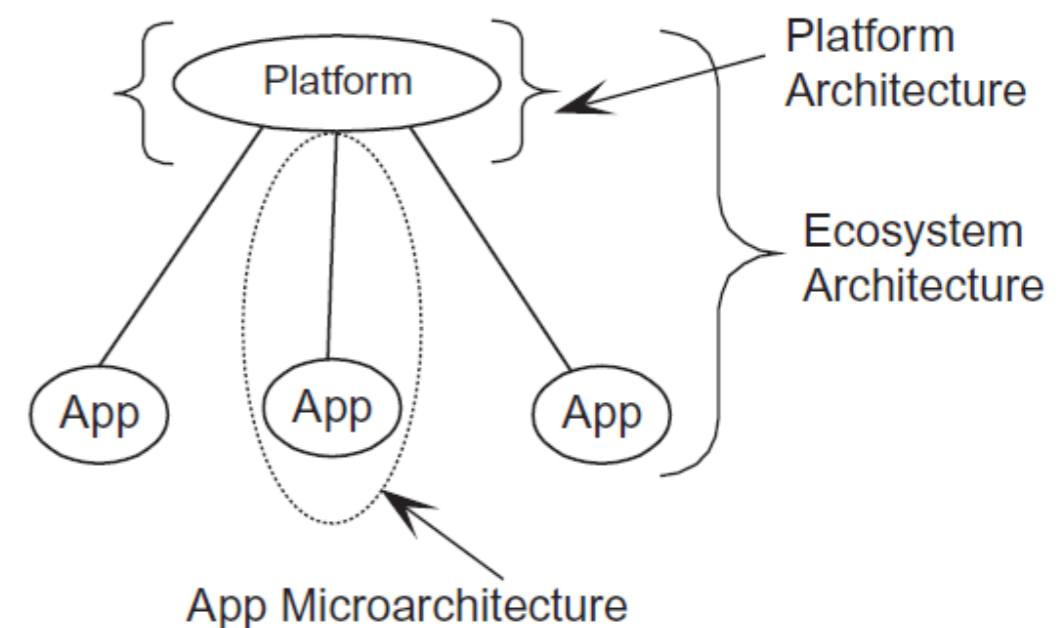 Platform
Platform
Architecture
Ecosystem
Architecture
App
App
App
App Microarchitecture